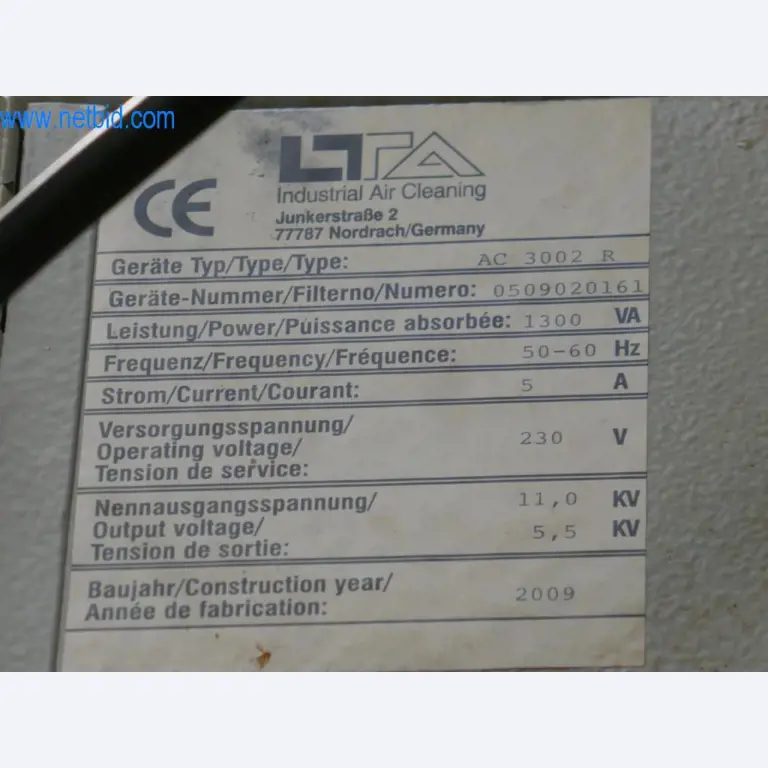 www.netbid.com
LTA
CE
Industrial Air Cleaning
Junkerstraße 2
77787 Nordrach/Germany
Geräte Typ/Type/Type: AC 3002 R
Geräte-Nummer/Filterno/Numero: 0509020161
Leistung/Power/Púissance absorbée: 1300 VA
Frequenz/Frequency/Fréquence: 50-60 Hz
Strom/Current/Courant: 5 A
Versorgungsspannung/
Operating voltage/ 230 V
Tension de service:
Nennausgangsspannung/ 11,0 KV
Output voltage/ 5,5 KV
Tension de sortie:
Baujahr/Construction year/ 2009
Année de fabrication: